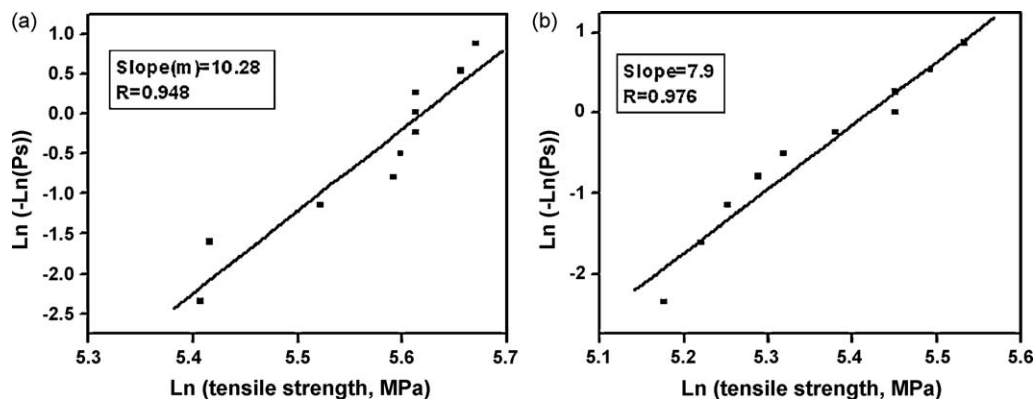 (a)
Ln (-Ln(Ps))
1.0
0.5
0.0
-0.5
-1.0
-1.5
-2.0
-2.5
Slope(m)=10.28
R=0.948
5.3 5.4 5.5 5.6 5.7
Ln (tensile strength, MPa)
(b)
Ln (-Ln(Ps))
1
0
-2
Slope=7.9
R=0.976
5.1 5.2 5.3 5.4 5.5 5.6
Ln (tensile strength, MPa)